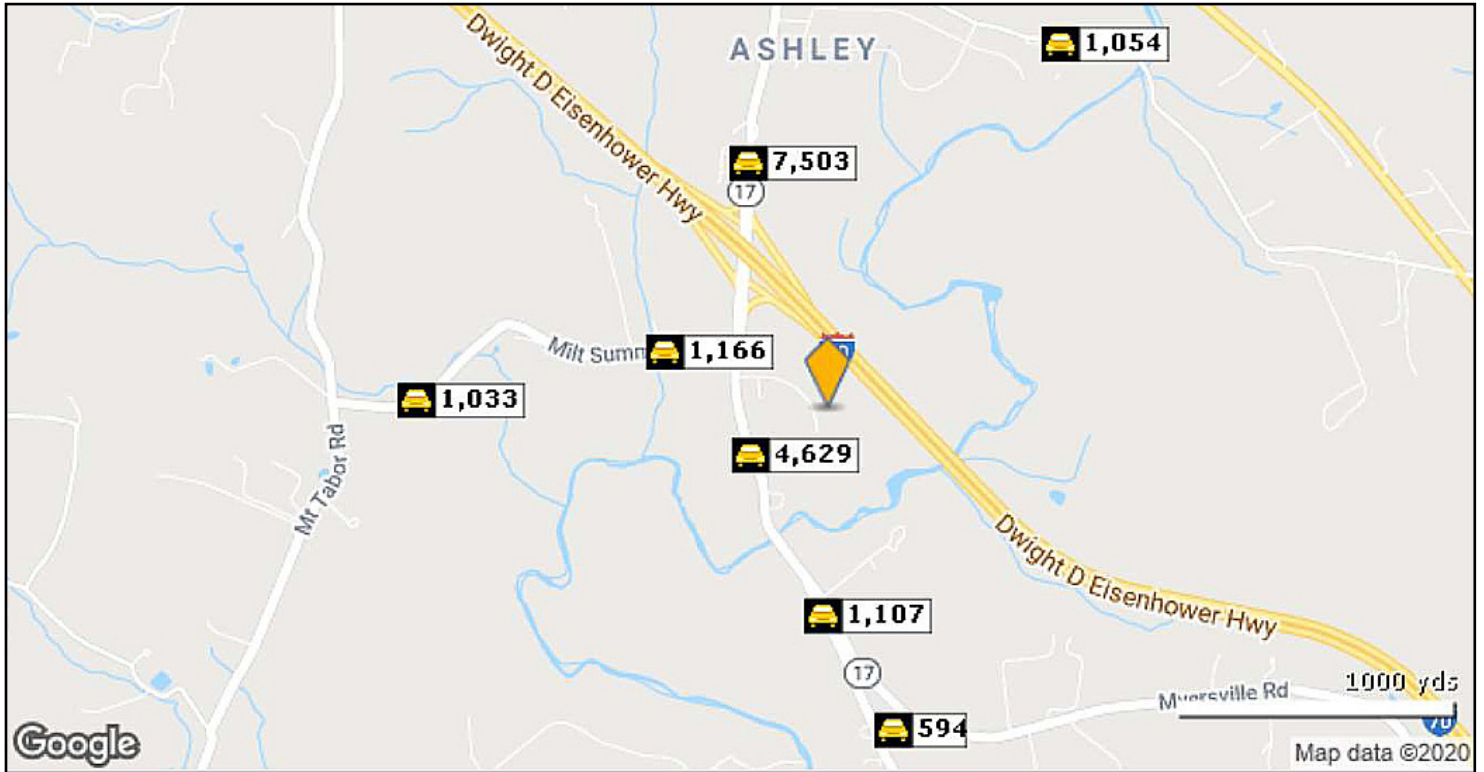 Dwight D Eisenhower Hwy
ASHLEY
1,054
7,503
17
Milt Summ
1,166
1,033
4,629
Mt Tabor Rd
Dwight D Eisenhower Hwy
1,107
17
1000 yds
Myersville Rd
594
70
Google
Map data ©2020